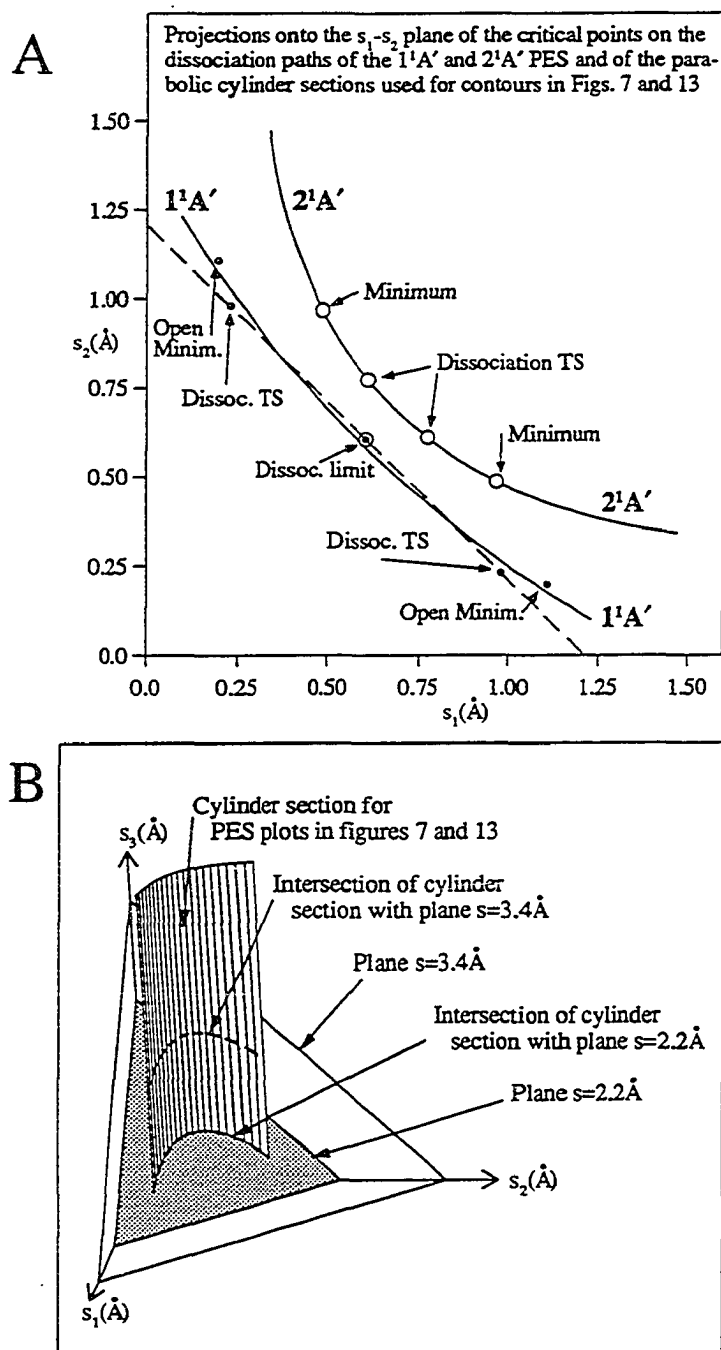 A
Projections onto the s₁-s₂ plane of the critical points on the
dissociation paths of the 1¹A′ and 2¹A′ PES and of the para-
bolic cylinder sections used for contours in Figs. 7 and 13
1.50
1¹A′
2¹A′
1.25
Minimum
1.00
s₂(Å)
Open
Minim.
Dissociation TS
0.75
Dissoc. TS
Minimum
0.50
Dissoc. limit
2¹A′
Dissoc. TS
0.25
Open Minim.
1¹A′
0.0
0.0 0.25 0.50 0.75 1.00 1.25 1.50
s₁(Å)
B
s₃(Å)
Cylinder section for
PES plots in figures 7 and 13
Intersection of cylinder
section with plane s=3.4Å
Plane s=3.4Å
Intersection of cylinder
section with plane s=2.2Å
Plane s=2.2Å
s₂(Å)
s₁(Å)